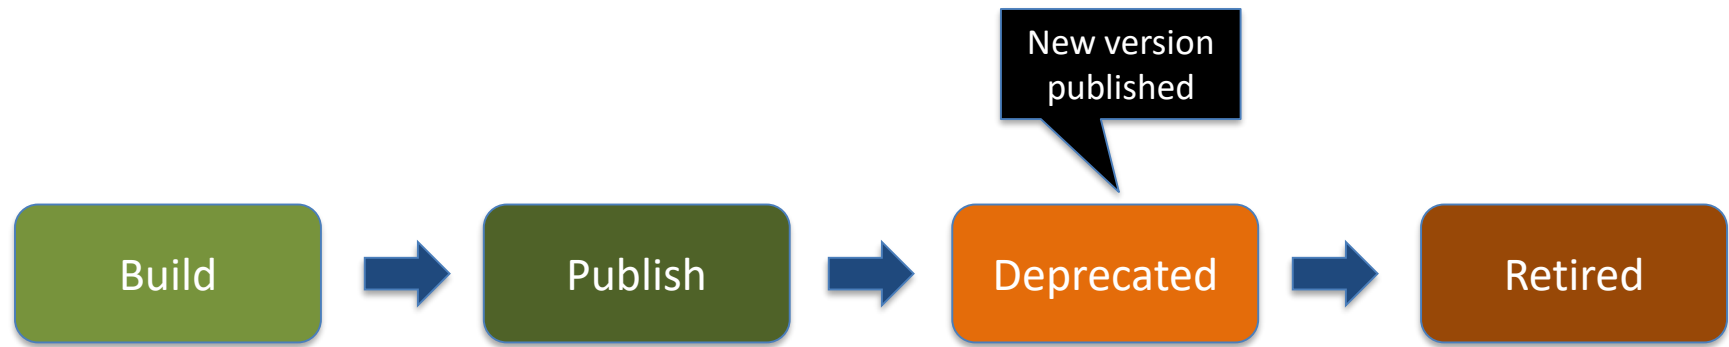 New version
published
Build
Publish
Deprecated
Retired